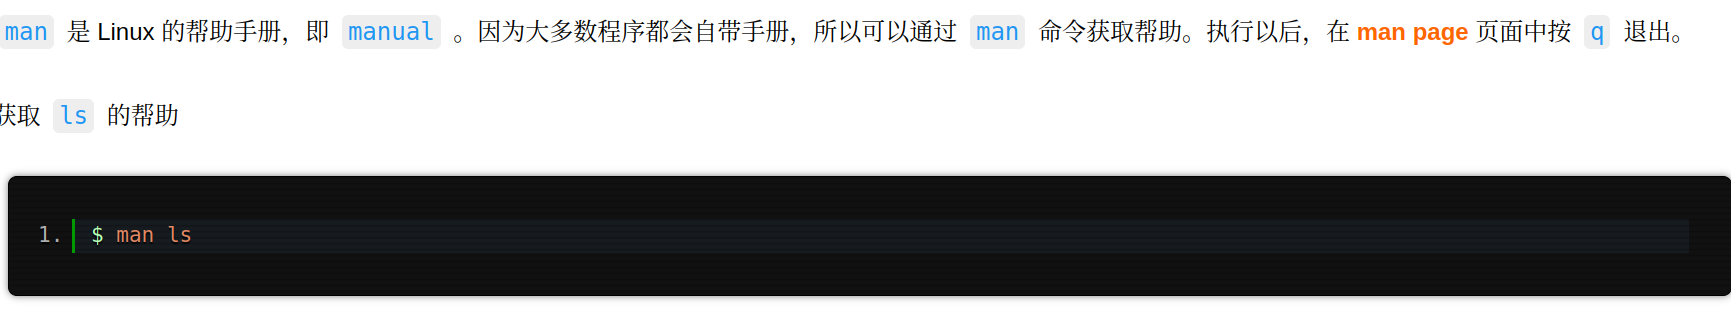 man 是 Linux 的帮助手册，即 manual 。因为大多数程序都会自带手册，所以可以通过 man 命令获取帮助。执行以后，在 man page 页面中按 q 退出。
获取 ls 的帮助
1. $ man ls